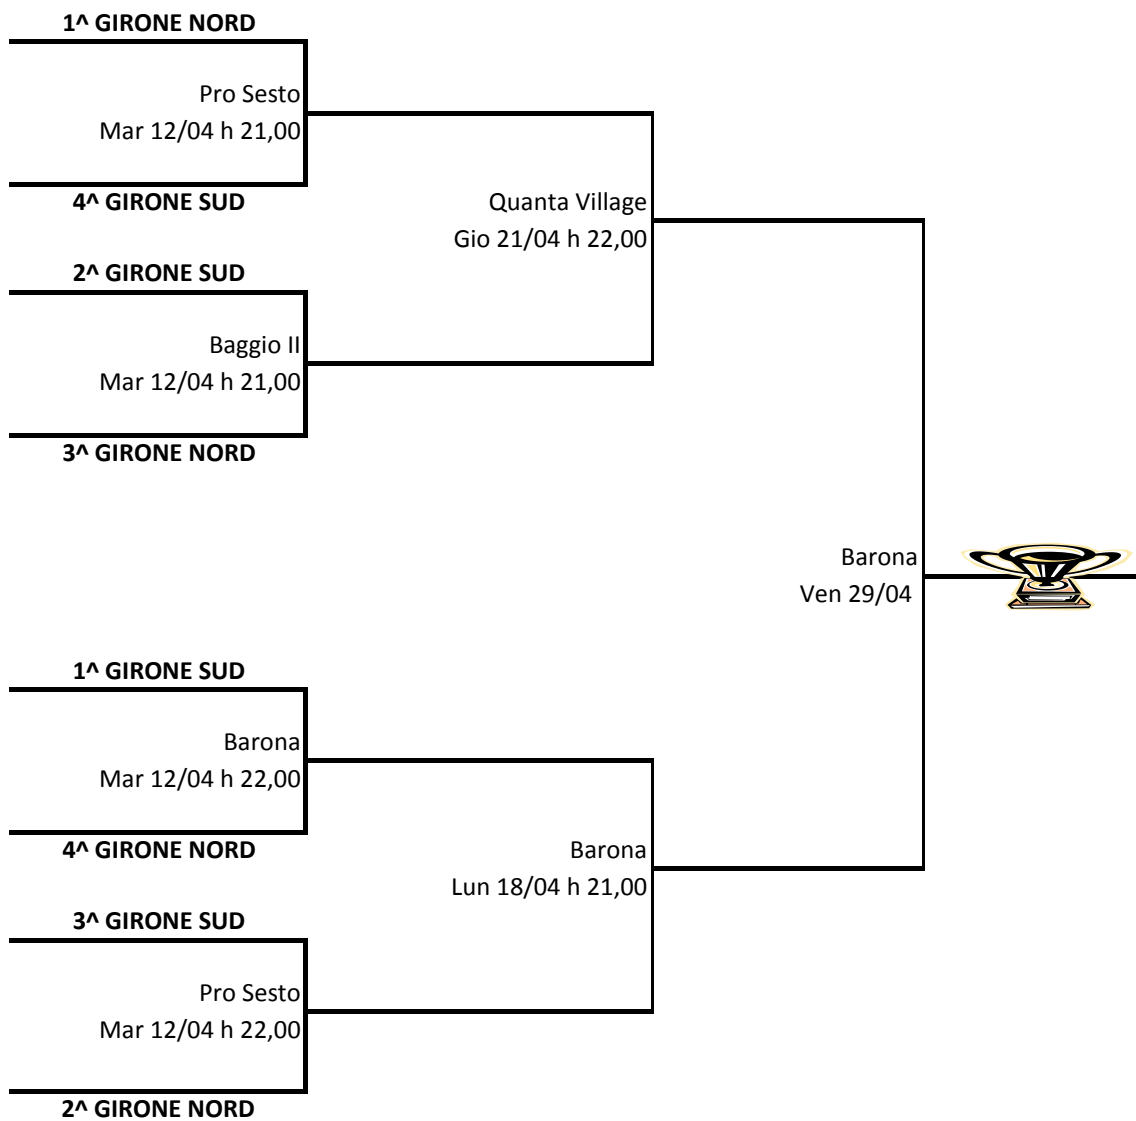 1^ GIRONE NORD
Pro Sesto
Mar 12/04 h 21,00
4^ GIRONE SUD
Quanta Village
Gio 21/04 h 22,00
2^ GIRONE SUD
Baggio II
Mar 12/04 h 21,00
3^ GIRONE NORD
Barona
Ven 29/04
1^ GIRONE SUD
Barona
Mar 12/04 h 22,00
4^ GIRONE NORD
Barona
Lun 18/04 h 21,00
3^ GIRONE SUD
Pro Sesto
Mar 12/04 h 22,00
2^ GIRONE NORD